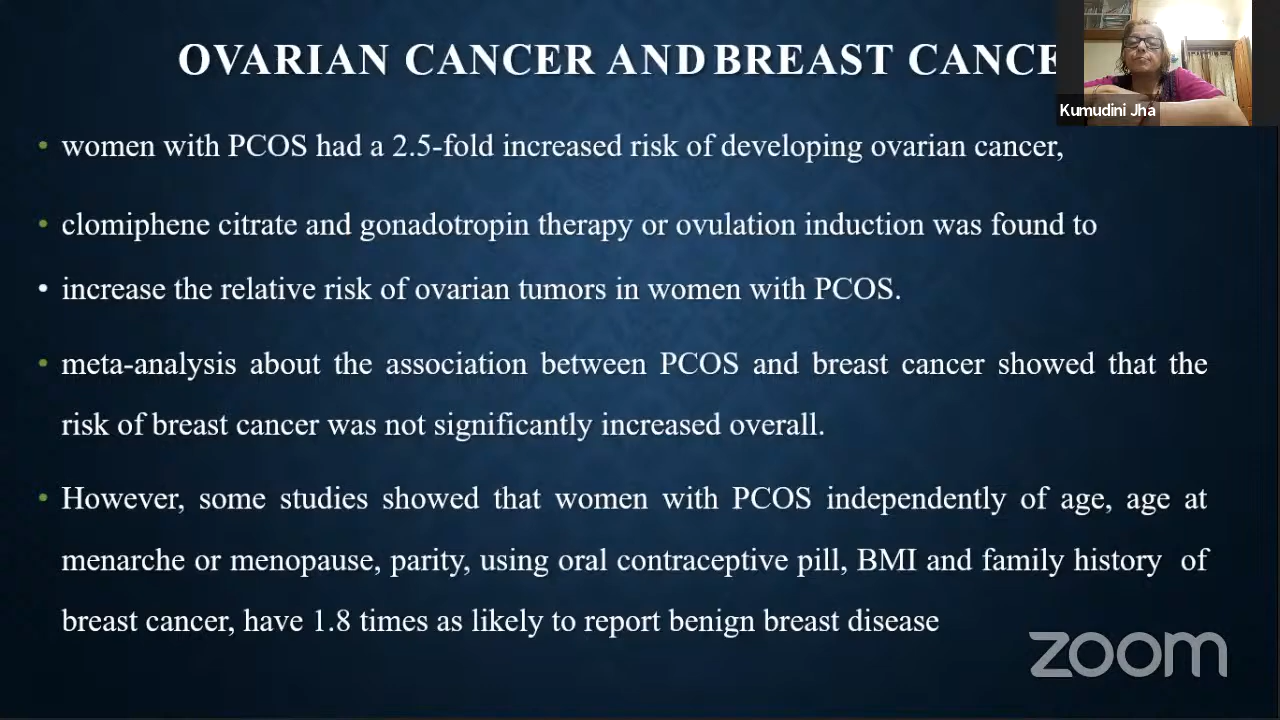 OVARIAN CANCER AND BREAST CANCE
Kumudini Jha
women with PCOS had a 2.5-fold increased risk of developing ovarian cancer,
clomiphene citrate and gonadotropin therapy or ovulation induction was found to
increase the relative risk of ovarian tumors in women with PCOS.
meta-analysis about the association between PCOS and breast cancer showed that the
risk of breast cancer was not significantly increased overall.
However, some studies showed that women with PCOS independently of age, age at
menarche or menopause, parity, using oral contraceptive pill, BMI and family history of
breast cancer, have 1.8 times as likely to report benign breast disease
zoom